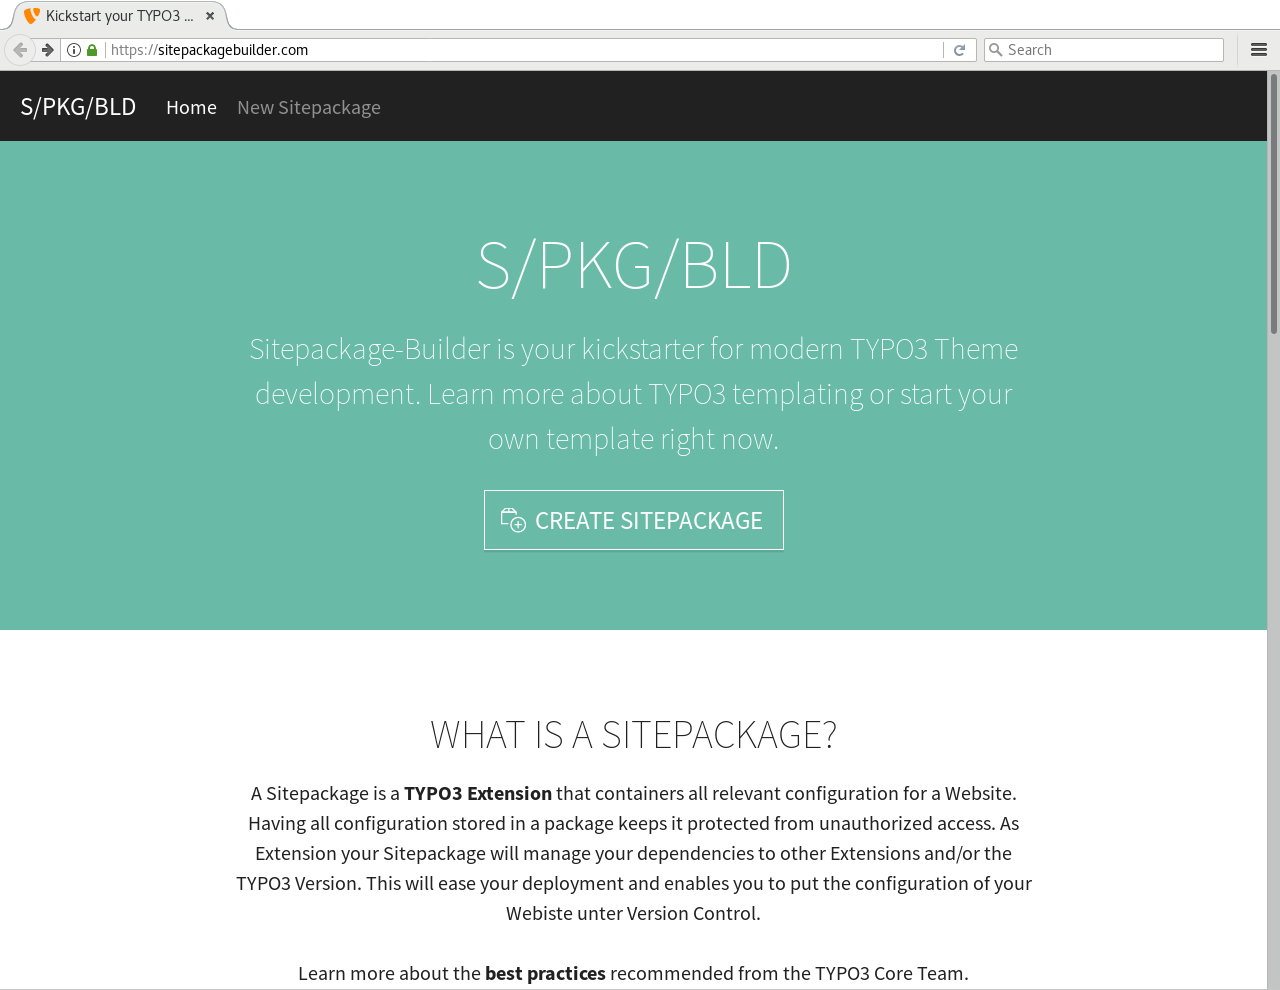 Kickstart your TYPO3 ...
https://sitepackagebuilder.com
Search
S/PKG/BLD Home New Sitepackage
S/PKG/BLD
Sitepackage-Builder is your kickstarter for modern TYPO3 Theme
development. Learn more about TYPO3 templating or start your
own template right now.
CREATE SITEPACKAGE
WHAT IS A SITEPACKAGE?
A Sitepackage is a TYPO3 Extension that containers all relevant configuration for a Website.
Having all configuration stored in a package keeps it protected from unauthorized access. As
Extension your Sitepackage will manage your dependencies to other Extensions and/or the
TYPO3 Version. This will ease your deployment and enables you to put the configuration of your
Webiste unter Version Control.
Learn more about the best practices recommended from the TYPO3 Core Team.